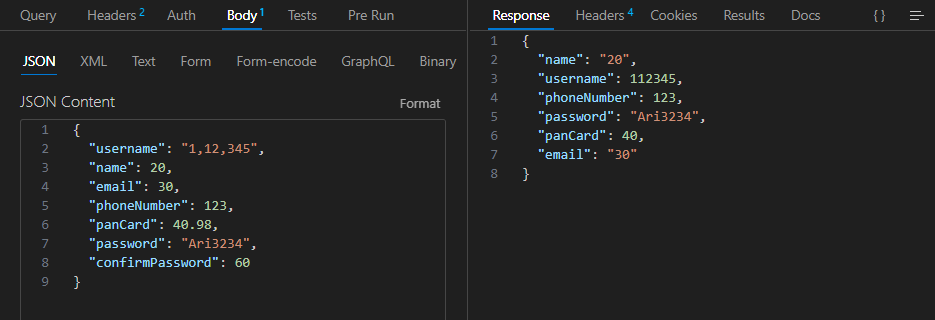 Query Headers 2 Auth Body 1 Tests Pre Run
JSON XML Text Form Form-encode GraphQL Binary
JSON Content Format
1 {
2 "username": "1,12,345",
3 "name": 20,
4 "email": 30,
5 "phoneNumber": 123,
6 "panCard": 40.98,
7 "password": "Ari3234",
8 "confirmPassword": 60
9 }
Response Headers 4 Cookies Results Docs { }
1 {
2 "name": "20",
3 "username": 112345,
4 "phoneNumber": 123,
5 "password": "Ari3234",
6 "panCard": 40,
7 "email": "30"
8 }